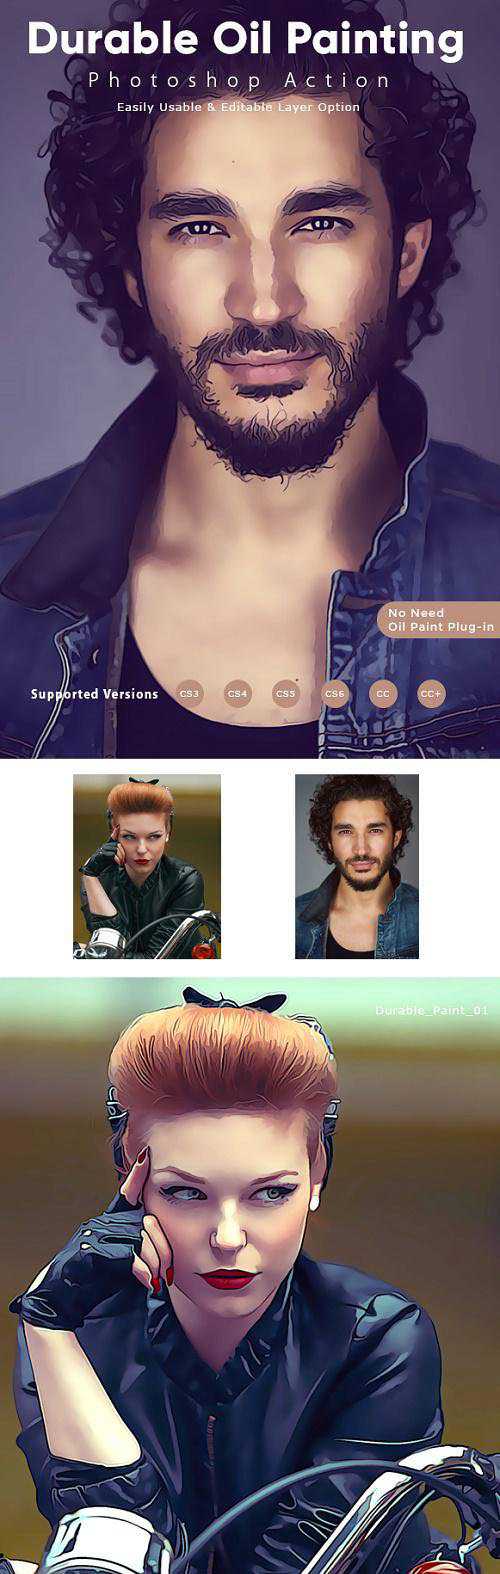 Durable Oil Painting
Photoshop Action
Easily Usable & Editable Layer Option
No Need
Oil Paint Plug-in
Supported Versions CS3 CS4 CS5 CS6 CC CC+
Durable_Paint_01